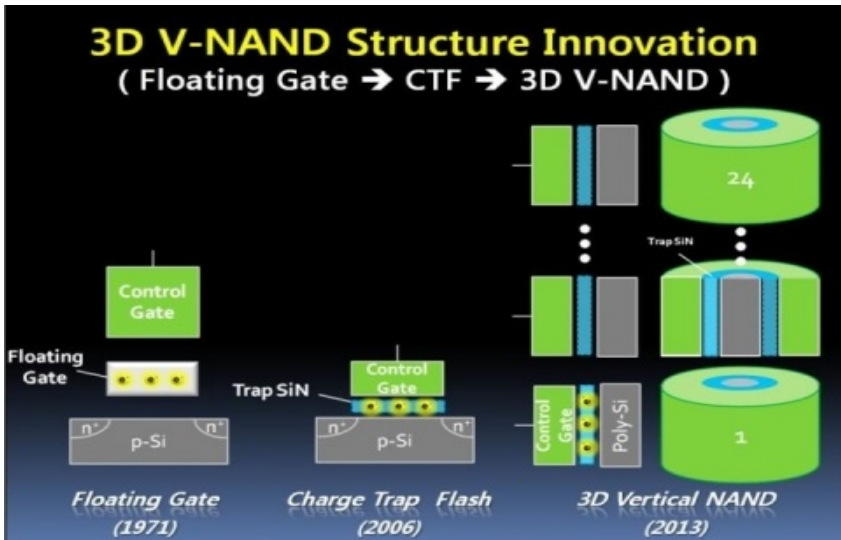 3D V-NAND Structure Innovation
( Floating Gate ➔ CTF ➔ 3D V-NAND )
24
Trap SiN
Control
Gate
Floating
Gate
n⁺
n⁺
p-Si
Control
Gate
Trap SiN
n⁺
n⁺
p-Si
Control
Gate
Poly-Si
1
Floating Gate
(1971)
Charge Trap Flash
(2006)
3D Vertical NAND
(2013)